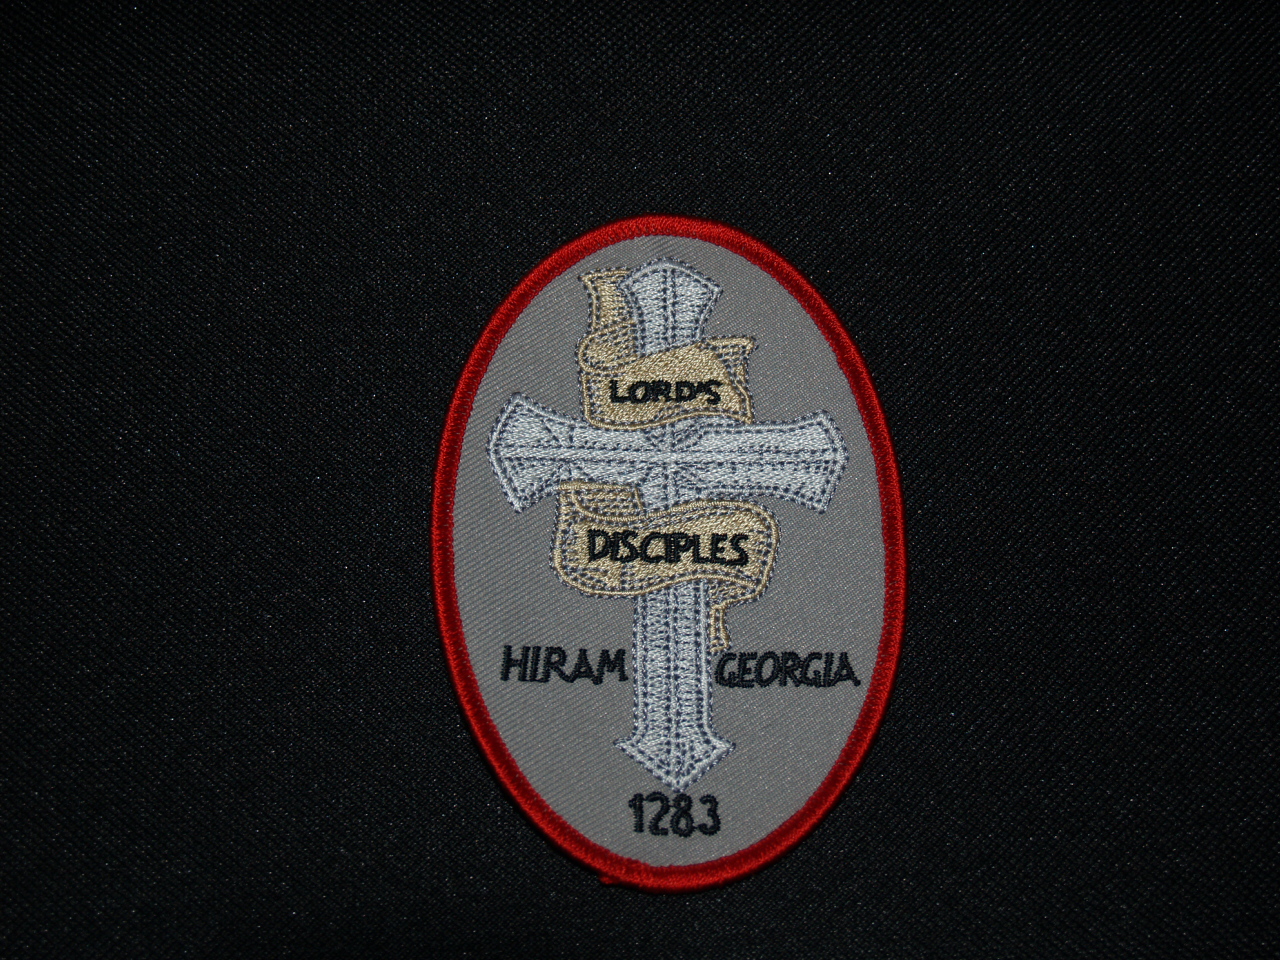 LORD'S
DISCIPLES
HIRAM GEORGIA
1283